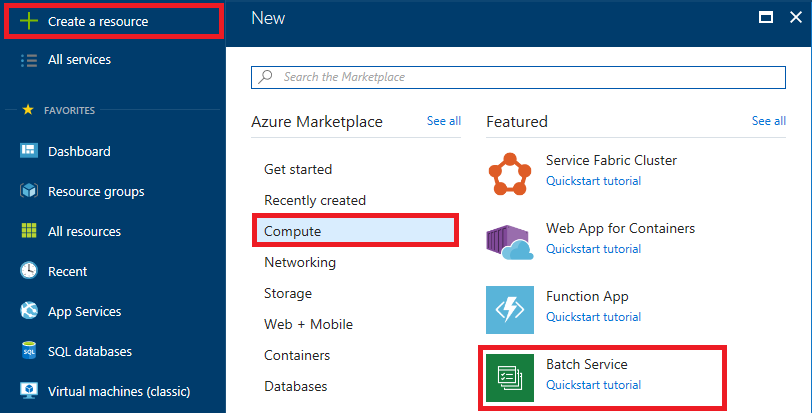 Create a resource
All services
FAVORITES
Dashboard
Resource groups
All resources
Recent
App Services
SQL databases
Virtual machines (classic)
New
Search the Marketplace
Azure Marketplace
See all
Get started
Recently created
Compute
Networking
Storage
Web + Mobile
Containers
Databases
Featured
See all
Service Fabric Cluster
Quickstart tutorial
Web App for Containers
Quickstart tutorial
Function App
Quickstart tutorial
Batch Service
Quickstart tutorial